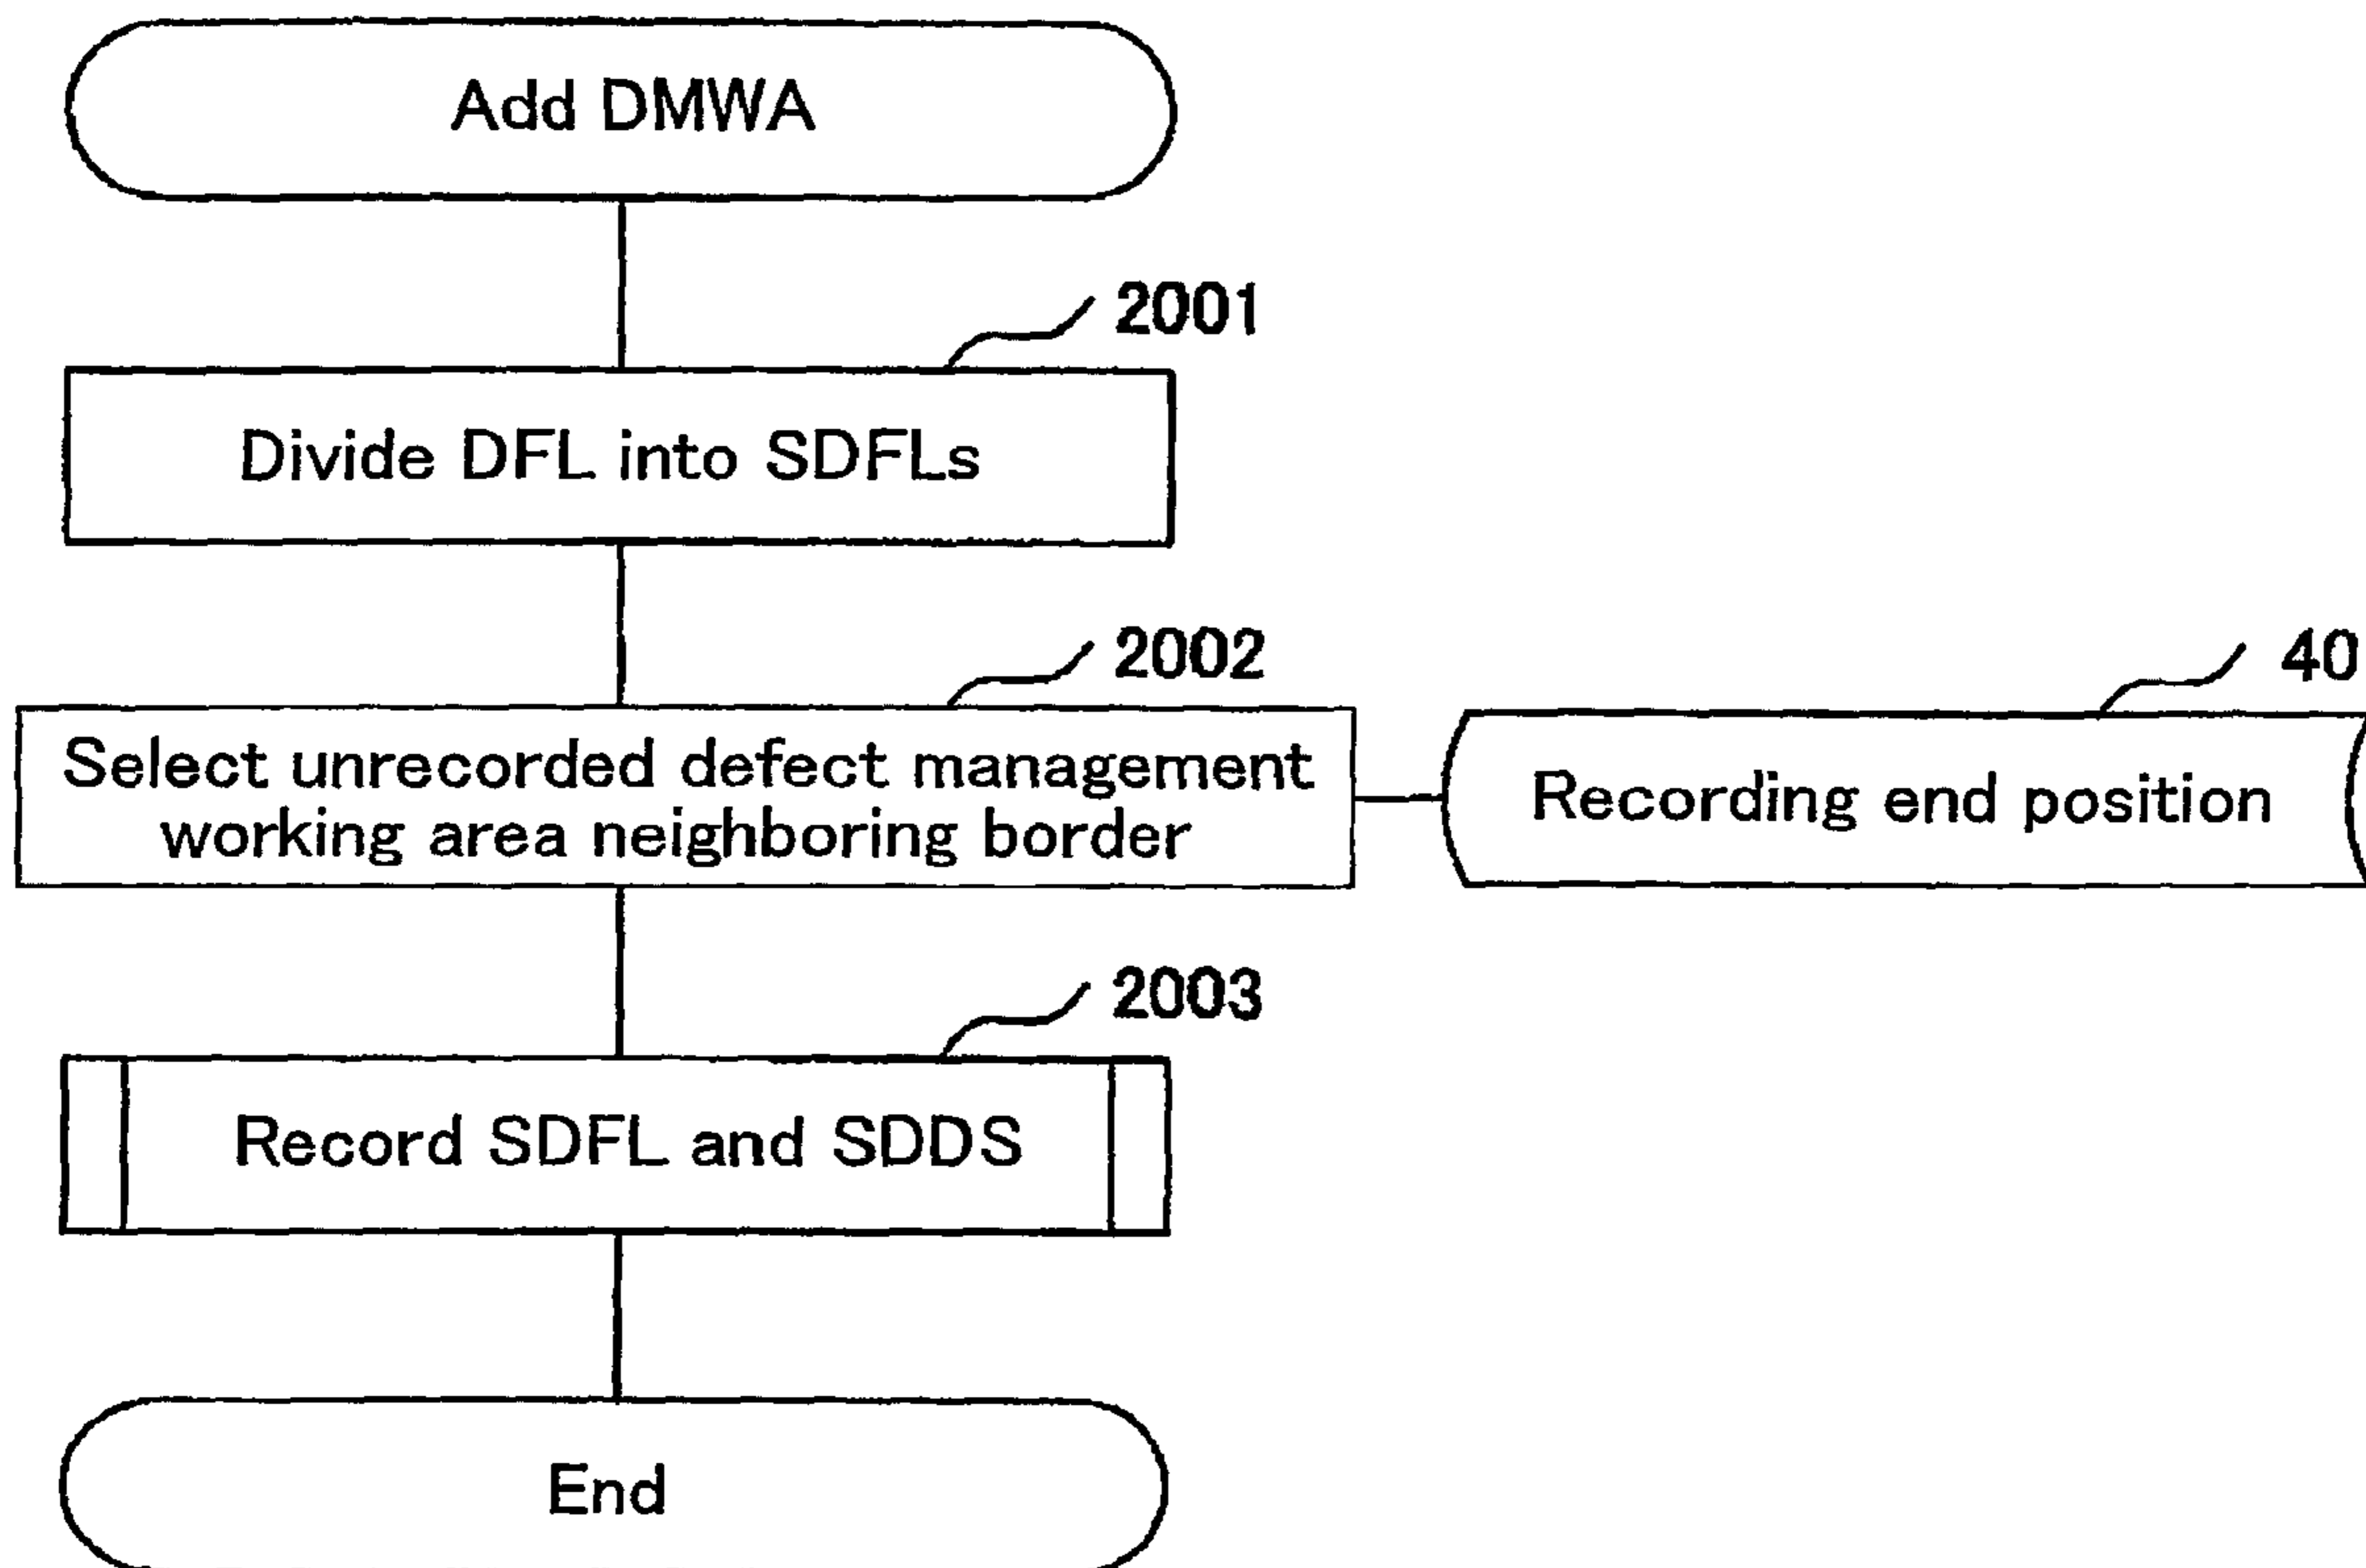 Add DMWA
2001
Divide DFL into SDFLs
2002
Select unrecorded defect management
working area neighboring border
40
Recording end position
2003
Record SDFL and SDDS
End